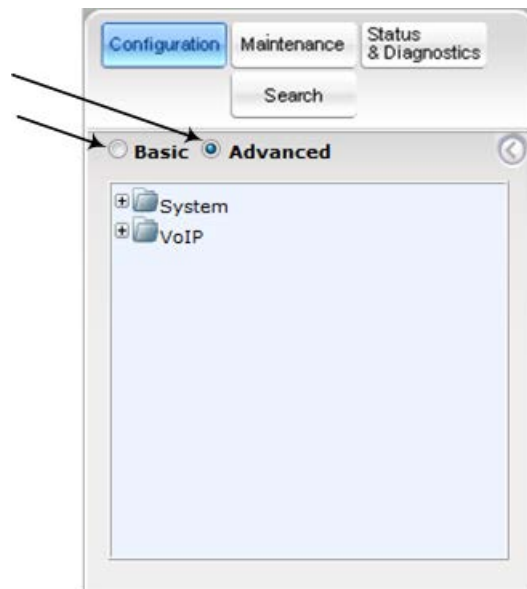 Configuration
Maintenance
Status
& Diagnostics
Search
Basic
Advanced
System
VoIP